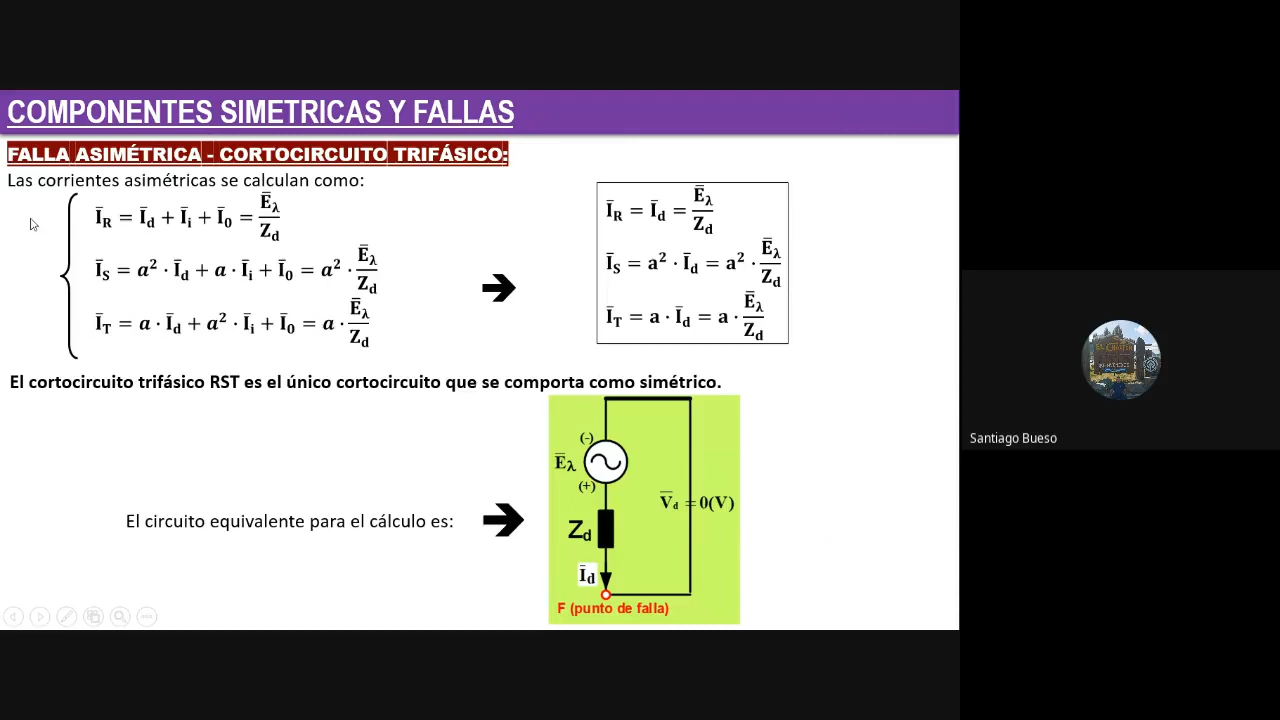 COMPONENTES SIMETRICAS Y FALLAS
FALLA ASIMÉTRICA - CORTOCIRCUITO TRIFÁSICO:
Las corrientes asimétricas se calculan como:
Ī_R = Ī_d + Ī_i + Ī_0 = Ē_λ / Z_d
Ī_S = a² · Ī_d + a · Ī_i + Ī_0 = a² · Ē_λ / Z_d
Ī_T = a · Ī_d + a² · Ī_i + Ī_0 = a · Ē_λ / Z_d
Ī_R = Ī_d = Ē_λ / Z_d
Ī_S = a² · Ī_d = a² · Ē_λ / Z_d
Ī_T = a · Ī_d = a · Ē_λ / Z_d
El cortocircuito trifásico RST es el único cortocircuito que se comporta como simétrico.
El circuito equivalente para el cálculo es:
(-)
Ē_λ
(+)
V̄_d = 0(V)
Z_d
Ī_d
F (punto de falla)
Santiago Bueso